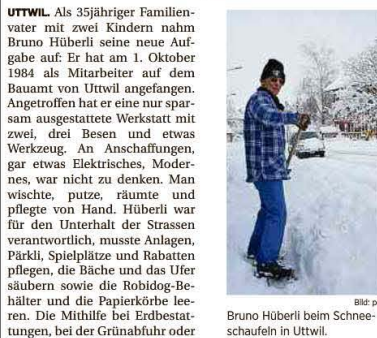 UTTWIL. Als 35jähriger Familien-
vater mit zwei Kindern nahm
Bruno Hüberli seine neue Auf-
gabe auf: Er hat am 1. Oktober
1984 als Mitarbeiter auf dem
Bauamt von Uttwil angefangen.
Angetroffen hat er eine nur spar-
sam ausgestattete Werkstatt mit
zwei, drei Besen und etwas
Werkzeug. An Anschaffungen,
gar etwas Elektrisches, Moder-
nes, war nicht zu denken. Man
wischte, putze, räumte und
pflegte von Hand. Hüberli war
für den Unterhalt der Strassen
verantwortlich, musste Anlagen,
Pärkli, Spielplätze und Rabatten
pflegen, die Bäche und das Ufer
säubern sowie die Robidog-Be-
hälter und die Papierkörbe lee-
ren. Die Mithilfe bei Erdbestat-
tungen, bei der Grünabfuhr oder
Bild: p
Bruno Hüberli beim Schnee-
schaufeln in Uttwil.